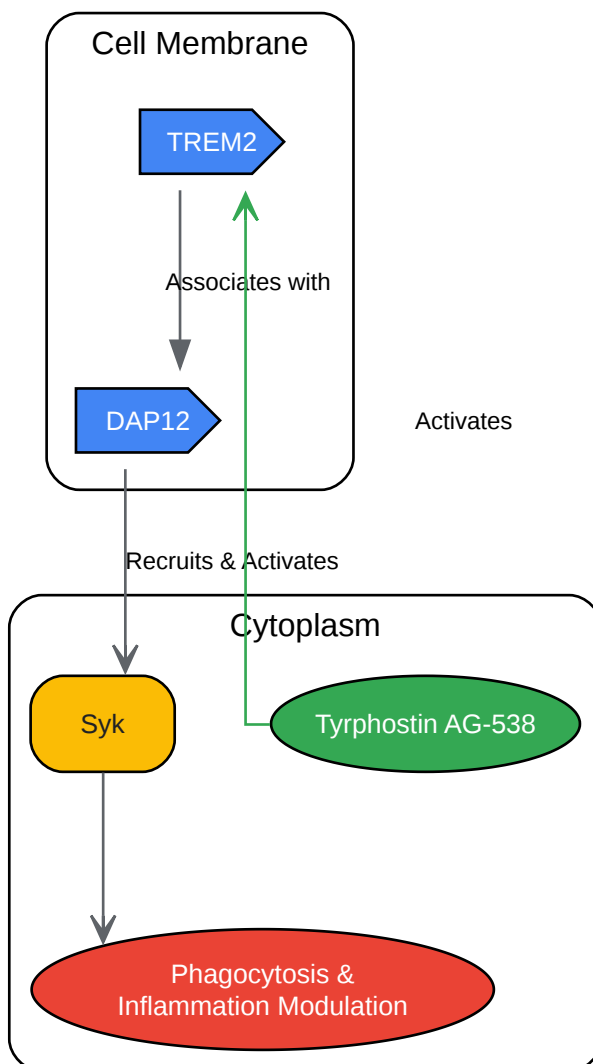 Cell Membrane
TREM2
Associates with
DAP12
Activates
Recruits & Activates
Cytoplasm
Syk
Tyrphostin AG-538
Phagocytosis &
Inflammation Modulation